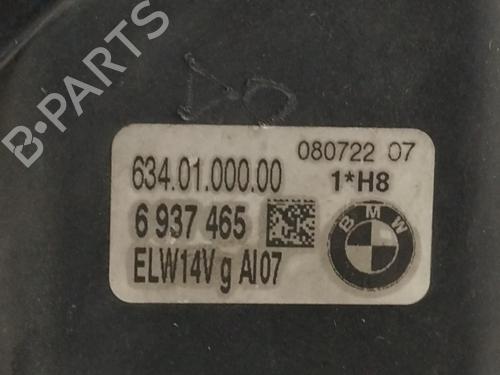 B-PARTS
080722 07
634.01.000.00
1*H8
6 937 465
BMW
ELW14V g AI07